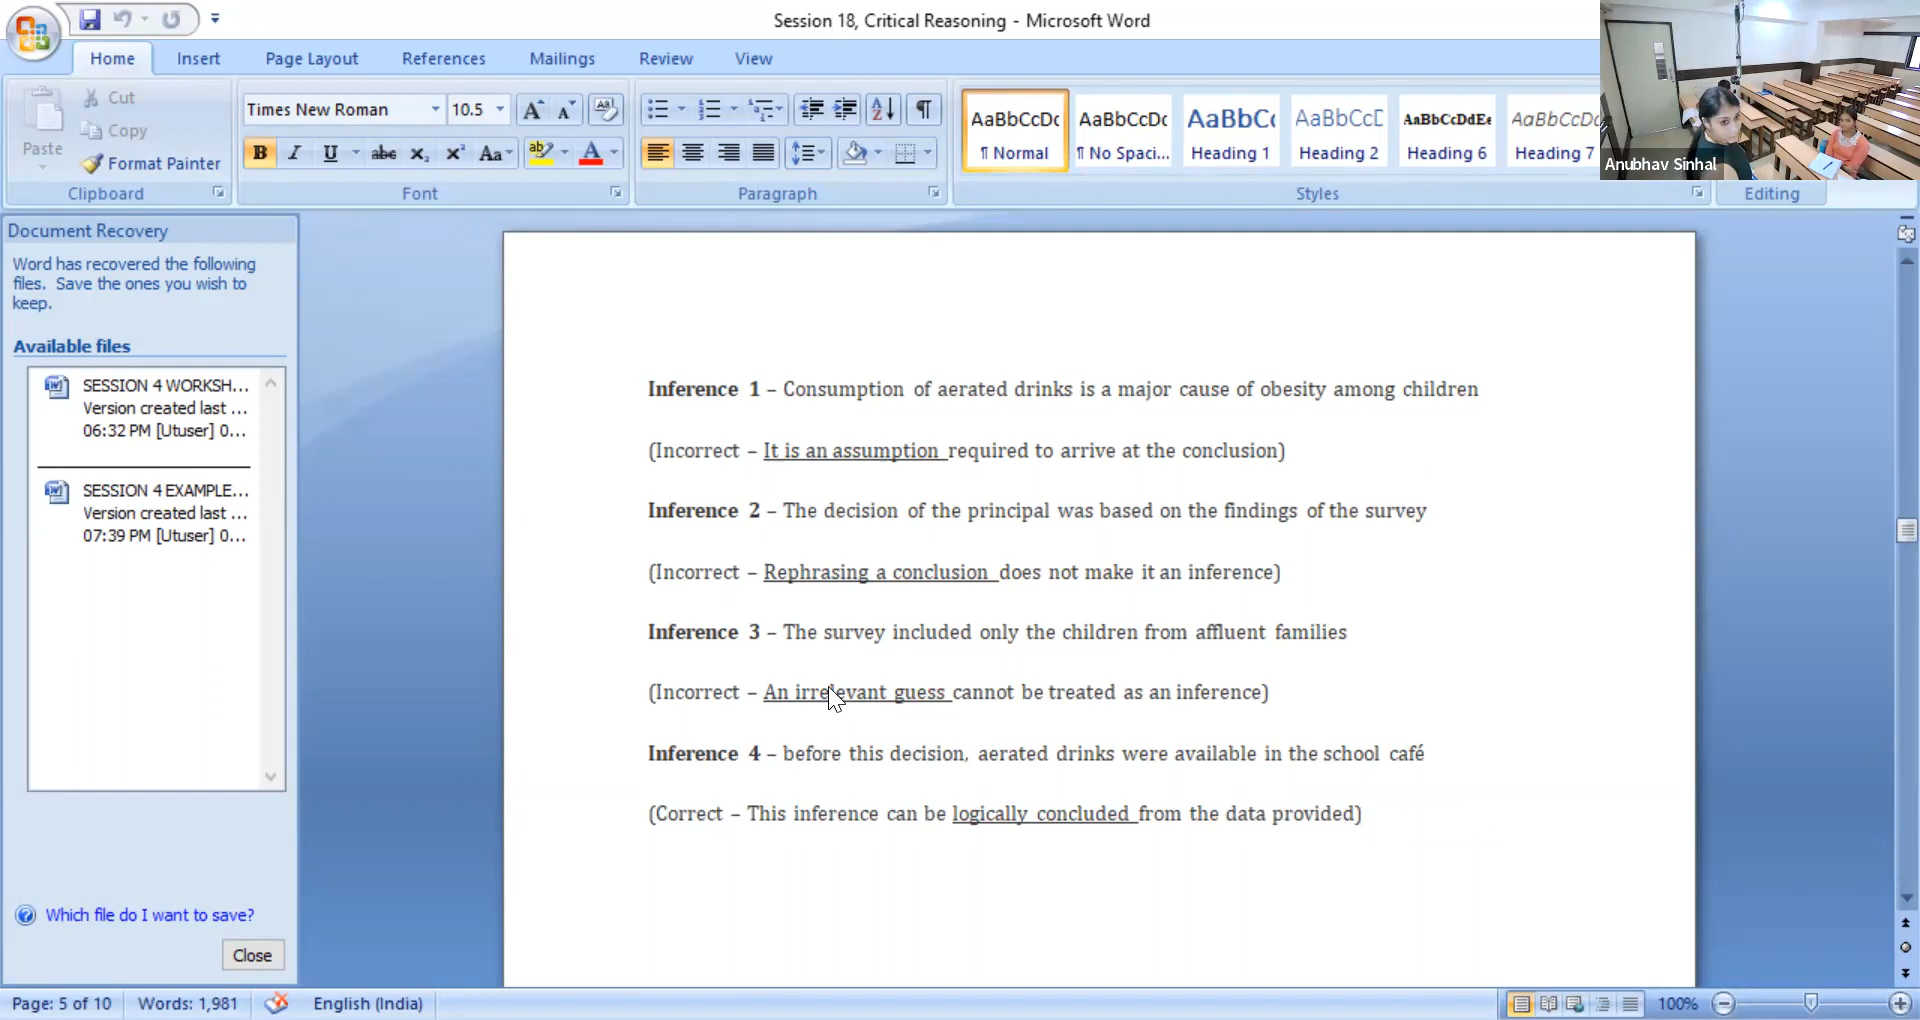 Session 18, Critical Reasoning - Microsoft Word
Home Insert Page Layout References Mailings Review View
Anubhav Sinhal
Paste
Cut
Copy
Format Painter
Clipboard
Times New Roman 10.5
Font
Paragraph
AaBbCcDc AaBbCcDc AaBbCc AaBbCcD AaBbCcDdEe AaBbCcDc
¶ Normal ¶ No Spaci... Heading 1 Heading 2 Heading 6 Heading 7
Styles
Editing
Document Recovery
Word has recovered the following
files. Save the ones you wish to
keep.
Available files
SESSION 4 WORKSH...
Version created last ...
06:32 PM [Utuser] 0...
SESSION 4 EXAMPLE...
Version created last ...
07:39 PM [Utuser] 0...
Which file do I want to save?
Close
Inference 1 – Consumption of aerated drinks is a major cause of obesity among children
(Incorrect – It is an assumption required to arrive at the conclusion)
Inference 2 – The decision of the principal was based on the findings of the survey
(Incorrect – Rephrasing a conclusion does not make it an inference)
Inference 3 – The survey included only the children from affluent families
(Incorrect – An irrelevant guess cannot be treated as an inference)
Inference 4 – before this decision, aerated drinks were available in the school café
(Correct – This inference can be logically concluded from the data provided)
Page: 5 of 10 Words: 1,981 English (India) 100%